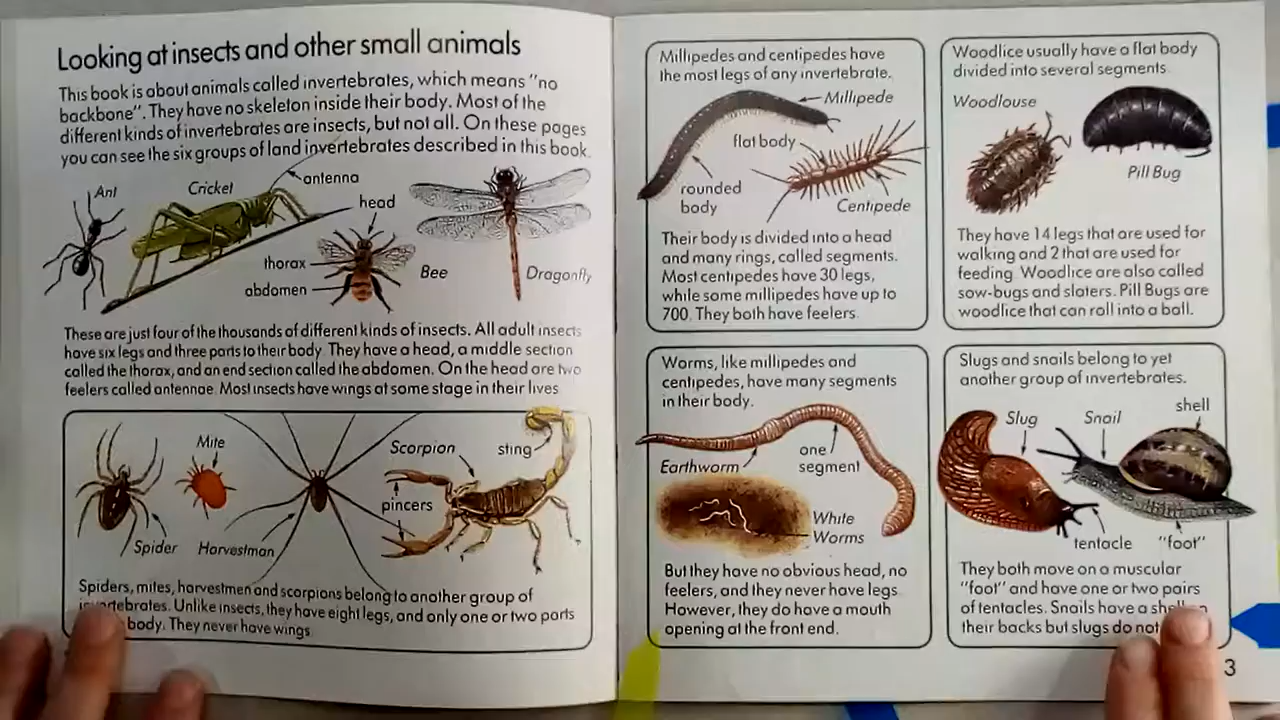 Looking at insects and other small animals
This book is about animals called invertebrates, which means "no
backbone". They have no skeleton inside their body. Most of the
different kinds of invertebrates are insects, but not all. On these pages
you can see the six groups of land invertebrates described in this book.
Ant
Cricket
antenna
head
thorax
abdomen
Bee
Dragonfly
These are just four of the thousands of different kinds of insects. All adult insects
have six legs and three parts to their body. They have a head, a middle section
called the thorax, and an end section called the abdomen. On the head are two
feelers called antennae. Most insects have wings at some stage in their lives
Spider
Mite
Harvestman
Scorpion
sting
pincers
Spiders, mites, harvestmen and scorpions belong to another group of
invertebrates. Unlike insects, they have eight legs, and only one or two parts
body. They never have wings
Millipedes and centipedes have
the most legs of any invertebrate.
Millipede
flat body
rounded
body
Centipede
Their body is divided into a head
and many rings, called segments.
Most centipedes have 30 legs,
while some millipedes have up to
700. They both have feelers.
Woodlice usually have a flat body
divided into several segments
Woodlouse
Pill Bug
They have 14 legs that are used for
walking and 2 that are used for
feeding. Woodlice are also called
sow-bugs and slaters. Pill Bugs are
woodlice that can roll into a ball.
Worms, like millipedes and
centipedes, have many segments
in their body.
Earthworm
one
segment
White
Worms
But they have no obvious head, no
feelers, and they never have legs.
However, they do have a mouth
opening at the front end.
Slugs and snails belong to yet
another group of invertebrates.
Slug
Snail
shell
tentacle
"foot"
They both move on a muscular
"foot" and have one or two pairs
of tentacles. Snails have a shell on
their backs but slugs do not
3